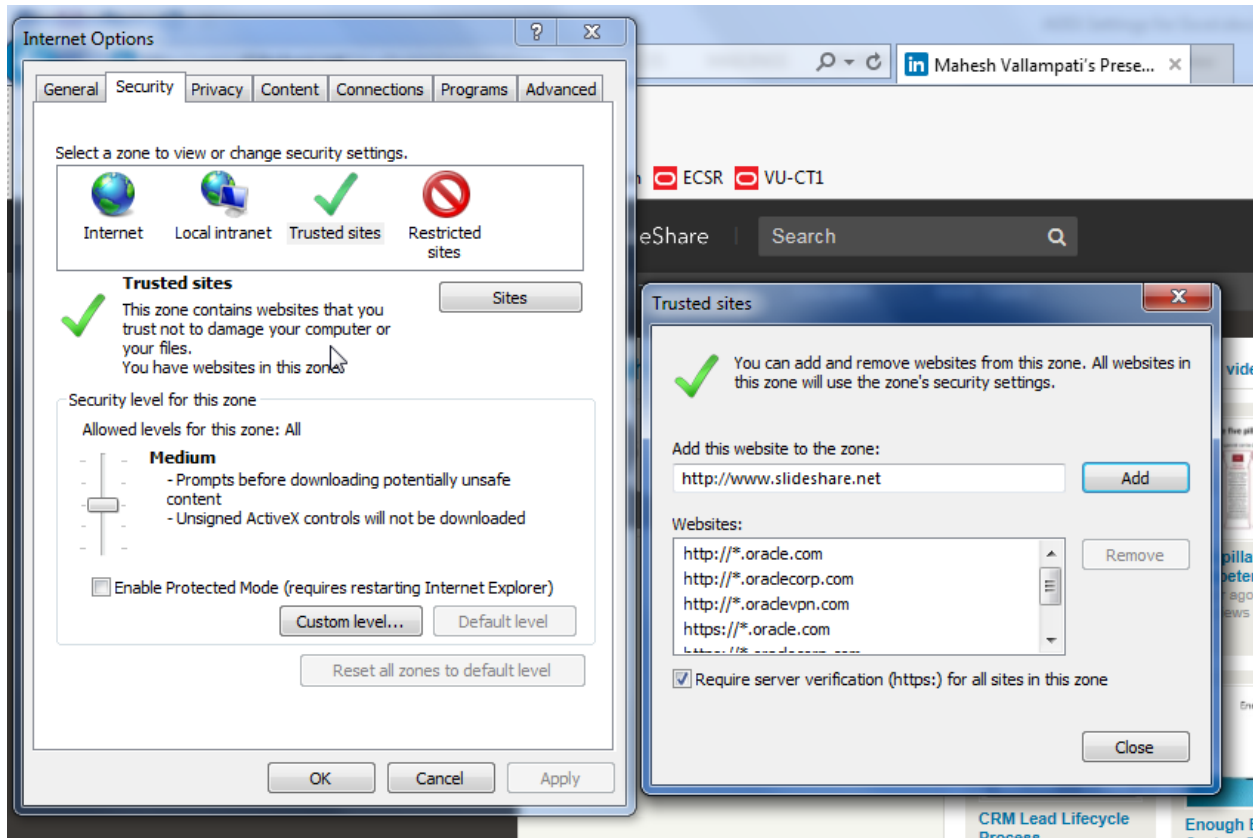 Internet Options
General Security Privacy Content Connections Programs Advanced
Select a zone to view or change security settings.
Internet
Local intranet
Trusted sites
Restricted
sites
Trusted sites
This zone contains websites that you
trust not to damage your computer or
your files.
You have websites in this zone.
Sites
Security level for this zone
Allowed levels for this zone: All
Medium
- Prompts before downloading potentially unsafe
content
- Unsigned ActiveX controls will not be downloaded
Enable Protected Mode (requires restarting Internet Explorer)
Custom level...
Default level
Reset all zones to default level
OK
Cancel
Apply
in Mahesh Vallampati's Prese...
ECSR
VU-CT1
eShare
Search
Trusted sites
You can add and remove websites from this zone. All websites in
this zone will use the zone's security settings.
Add this website to the zone:
http://www.slideshare.net
Add
Websites:
http://*.oracle.com
http://*.oraclecorp.com
http://*.oraclevpn.com
https://*.oracle.com
Remove
Require server verification (https:) for all sites in this zone
Close
CRM Lead Lifecycle
Process
Enough